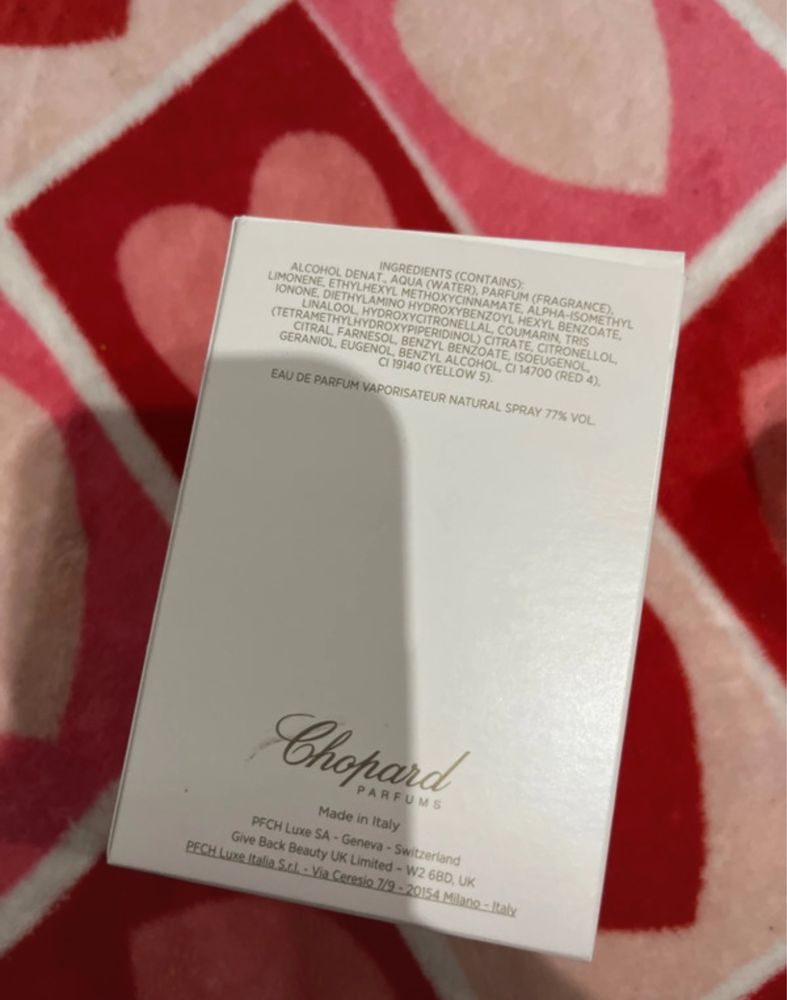 INGREDIENTS (CONTAINS):
ALCOHOL DENAT., AQUA (WATER), PARFUM (FRAGRANCE),
LIMONENE, ETHYLHEXYL METHOXYCINNAMATE, ALPHA-ISOMETHYL
IONONE, DIETHYLAMINO HYDROXYBENZOYL HEXYL BENZOATE,
LINALOOL, HYDROXYCITRONELLAL, COUMARIN, TRIS
(TETRAMETHYLHYDROXYPIPERIDINOL) CITRATE, CITRONELLOL,
CITRAL, FARNESOL, BENZYL BENZOATE, ISOEUGENOL,
GERANIOL, EUGENOL, BENZYL ALCOHOL, CI 14700 (RED 4),
CI 19140 (YELLOW 5).
EAU DE PARFUM VAPORISATEUR NATURAL SPRAY 77% VOL.
Chopard
PARFUMS
Made in Italy
PFCH Luxe SA - Geneva - Switzerland
Give Back Beauty UK Limited - W2 6BD, UK
PFCH Luxe Italia S.r.l. - Via Ceresio 7/9 - 20154 Milano - Italy